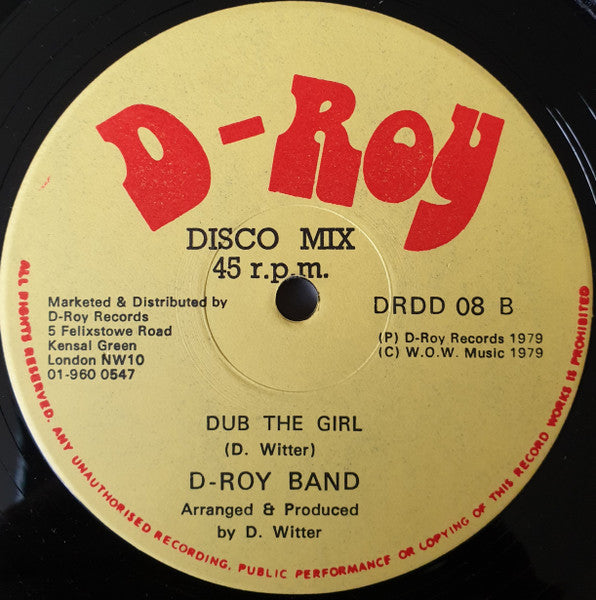 D-Roy
DISCO MIX
45 r.p.m.
Marketed & Distributed by
D-Roy Records
5 Felixstowe Road
Kensal Green
London NW10
01-960 0547
DRDD 08 B
(P) D-Roy Records 1979
(C) W.O.W. Music 1979
DUB THE GIRL
(D. Witter)
D-ROY BAND
Arranged & Produced
by D. Witter
ALL RIGHTS RESERVED. ANY UNAUTHORISED RECORDING, PUBLIC PERFORMANCE OR COPYING OF THIS RECORD WORKS IS PROHIBITED